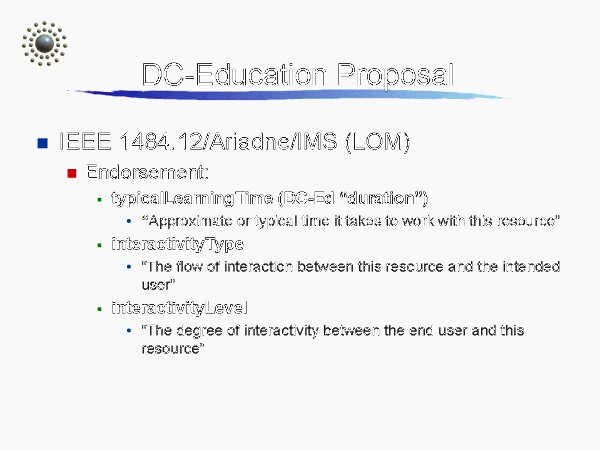 DC-Education Proposal
IEEE 1484.12/Ariadne/IMS (LOM)
Endorsement:
typicalLearningTime (DC-Ed “duration”)
“Approximate or typical time it takes to work with this resource”
interactivityType
“The flow of interaction between this resource and the intended
user”
interactivityLevel
“The degree of interactivity between the end user and this
resource”